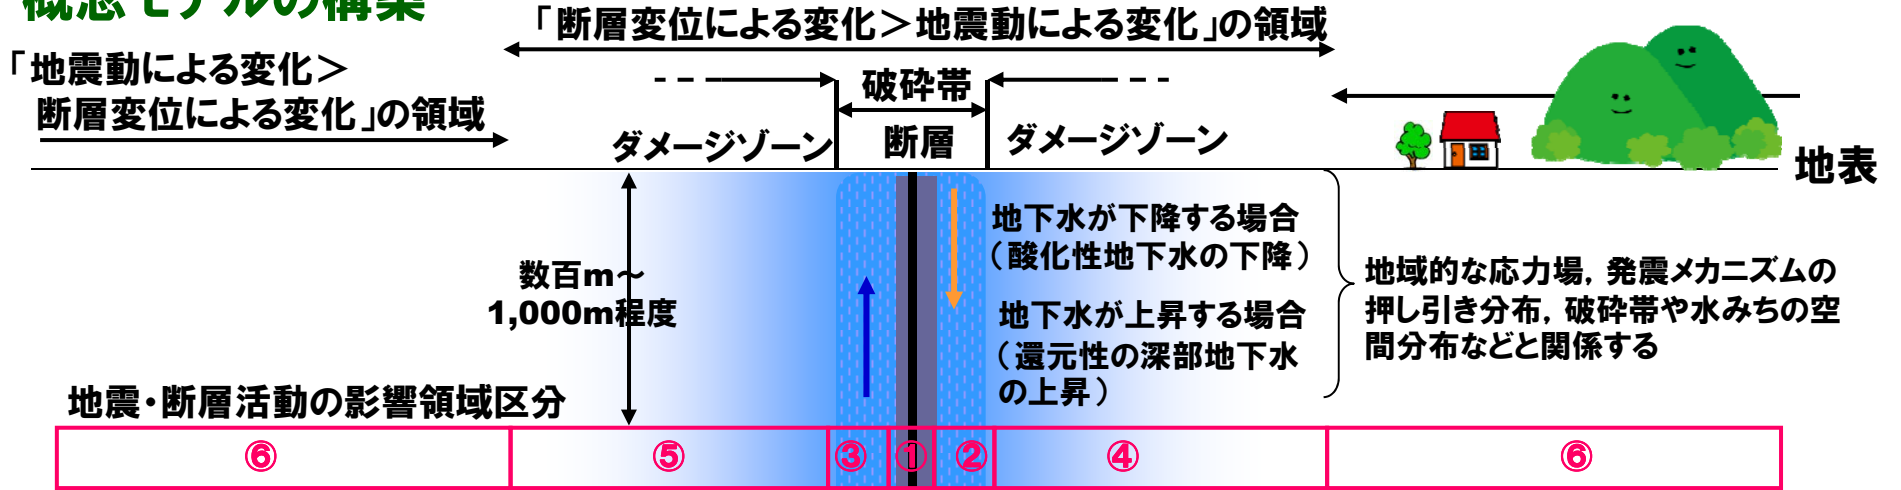 概念モデルの構築
「断層変位による変化＞地震動による変化」の領域
「地震動による変化＞
断層変位による変化」の領域
破砕帯
ダメージゾーン
断層
ダメージゾーン
地表
地下水が下降する場合
（酸化性地下水の下降）
数百m～
1,000m程度
地下水が上昇する場合
（還元性の深部地下水
の上昇）
地域的な応力場，発震メカニズムの
押し引き分布，破砕帯や水みちの空
間分布などと関係する
地震・断層活動の影響領域区分
⑥ ⑤ ③ ① ② ④ ⑥